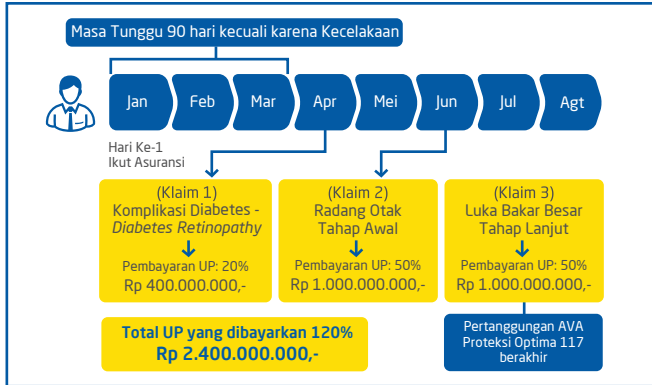 Masa Tunggu 90 hari kecuali karena Kecelakaan
Jan
Feb
Mar
Apr
Mei
Jun
Jul
Agt
Hari Ke-1
Ikut Asuransi
(Klaim 1)
Komplikasi Diabetes -
Diabetes Retinopathy
Pembayaran UP: 20%
Rp 400.000.000,-
(Klaim 2)
Radang Otak
Tahap Awal
Pembayaran UP: 50%
Rp 1.000.000.000,-
(Klaim 3)
Luka Bakar Besar
Tahap Lanjut
Pembayaran UP: 50%
Rp 1.000.000.000,-
Total UP yang dibayarkan 120%
Rp 2.400.000.000,-
Pertanggungan AVA
Proteksi Optima 117
berakhir